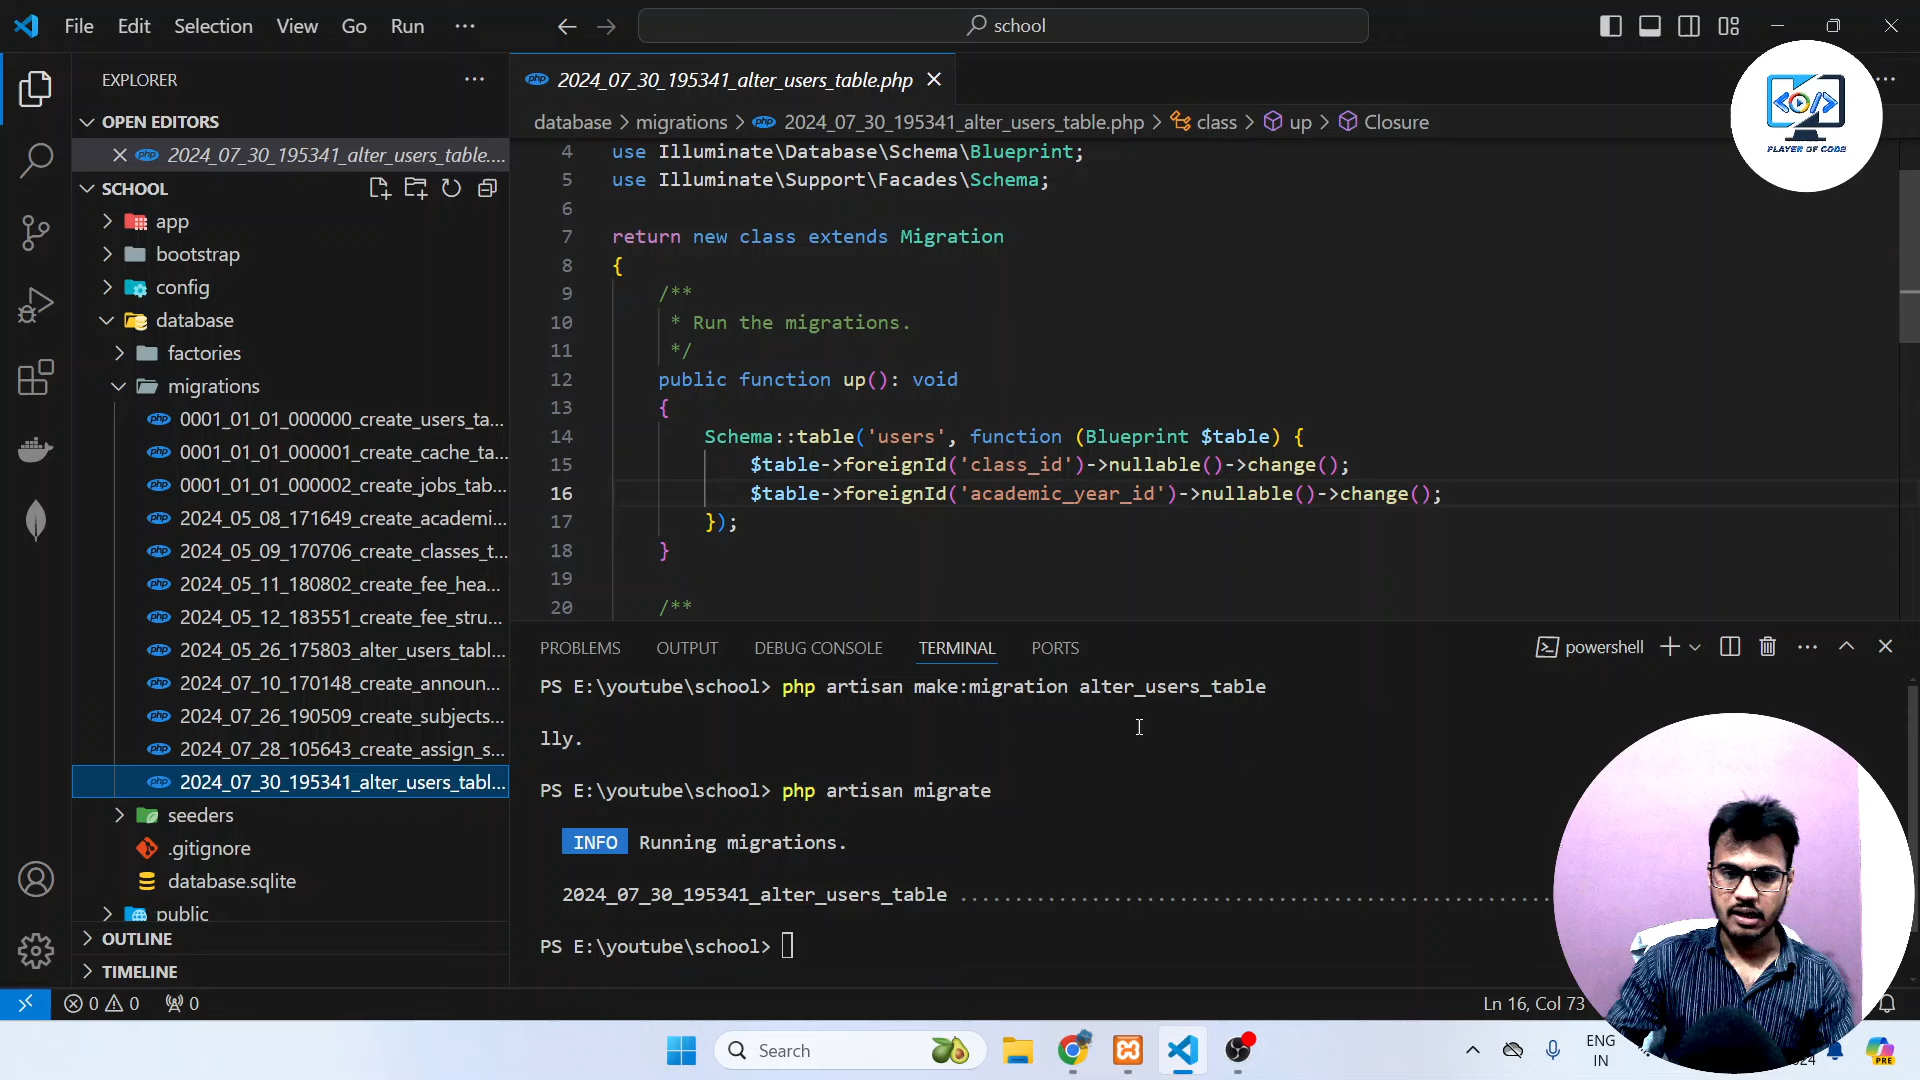 File Edit Selection View Go Run ···
school
EXPLORER
OPEN EDITORS
2024_07_30_195341_alter_users_table....
SCHOOL
app
bootstrap
config
database
factories
migrations
0001_01_01_000000_create_users_ta...
0001_01_01_000001_cache_ta...
0001_01_01_000002_create_jobs_tab...
2024_05_08_171649_create_academi...
2024_05_09_170706_create_classes_t...
2024_05_11_180802_create_fee_hea...
2024_05_12_183551_create_fee_stru...
2024_05_26_175803_alter_users_tabl...
2024_07_10_170148_create_announ...
2024_07_26_190509_create_subjects...
2024_07_28_105643_create_assign_s...
2024_07_30_195341_alter_users_tabl...
seeders
.gitignore
database.sqlite
public
OUTLINE
TIMELINE
2024_07_30_195341_alter_users_table.php
database > migrations > 2024_07_30_195341_alter_users_table.php > class > up > Closure
PLAYER OF CODE
4 use Illuminate\Database\Schema\Blueprint;
5 use Illuminate\Support\Facades\Schema;
6
7 return new class extends Migration
8 {
9 /**
10 * Run the migrations.
11 */
12 public function up(): void
13 {
14 Schema::table('users', function (Blueprint $table) {
15 $table->foreignId('class_id')->nullable()->change();
16 $table->foreignId('academic_year_id')->nullable()->change();
17 });
18 }
19
20 /**
PROBLEMS OUTPUT DEBUG CONSOLE TERMINAL PORTS
powershell
PS E:\youtube\school> php artisan make:migration alter_users_table
lly.
PS E:\youtube\school> php artisan migrate
INFO Running migrations.
2024_07_30_195341_alter_users_table ......................................................
PS E:\youtube\school>
0 0 0
Ln 16, Col 73
Search
ENG
IN
PRE